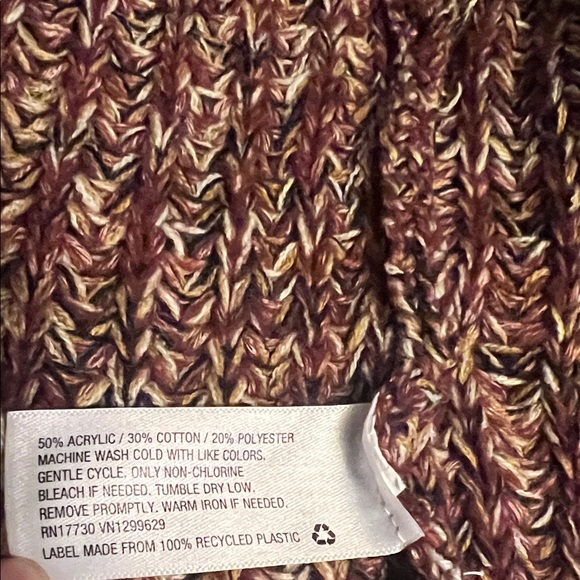 50% ACRYLIC / 30% COTTON / 20% POLYESTER
MACHINE WASH COLD WITH LIKE COLORS,
GENTLE CYCLE. ONLY NON-CHLORINE
BLEACH IF NEEDED. TUMBLE DRY LOW.
REMOVE PROMPTLY. WARM IRON IF NEEDED.
RN17730 VN1299629
LABEL MADE FROM 100% RECYCLED PLASTIC